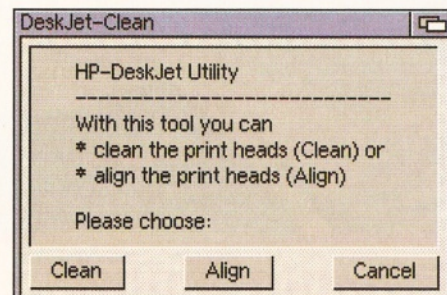 DeskJet-Clean
HP-DeskJet Utility
--------------------------------
With this tool you can
* clean the print heads (Clean) or
* align the print heads (Align)
Please choose:
Clean Align Cancel